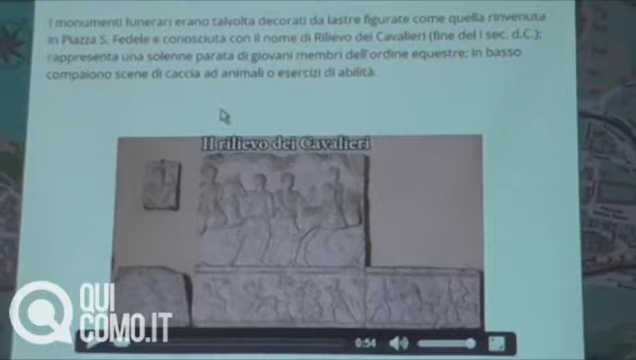 I monumenti funerari erano talvolta decorati da lastre figurate come quella rinvenuta
in Piazza S. Fedele e conosciuta con il nome di Rilievo dei Cavalieri (fine del I sec. d.C.):
rappresenta una solenne parata di giovani membri dell'ordine equestre; in basso
compaiono scene di caccia ad animali o esercizi di abilità.
Il rilievo dei Cavalieri
QUI
COMO.IT
0:54